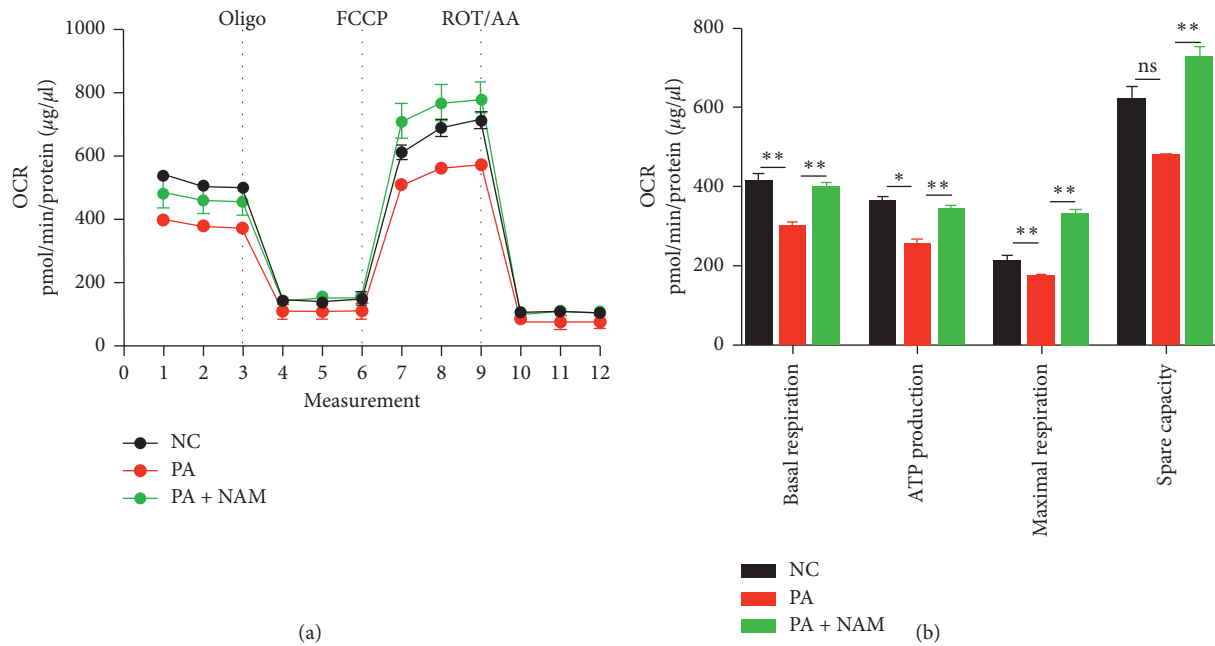 Oligo FCCP ROT/AA
1000
800
600
400
200
0
OCR
pmol/min/protein (µg/µl)
0 1 2 3 4 5 6 7 8 9 10 11 12
Measurement
NC
PA
PA + NAM
(a)
800
600
400
200
0
OCR
pmol/min/protein (µg/µl)
** **
* **
** **
ns **
Basal respiration
ATP production
Maximal respiration
Spare capacity
NC
PA
PA + NAM
(b)